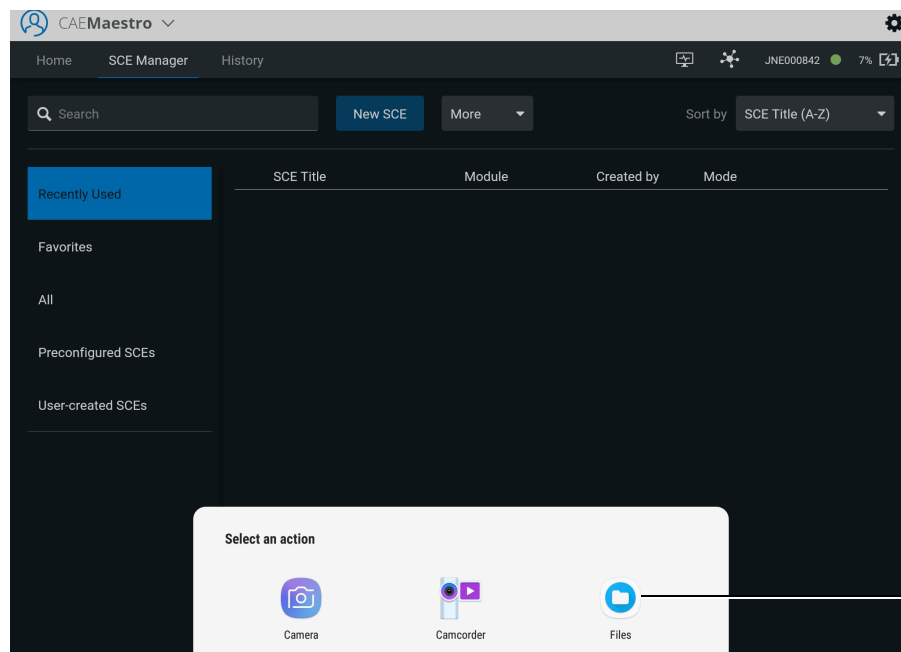 CAEMaestro
Home SCE Manager History JNE000842 7%
Search New SCE More Sort by SCE Title (A-Z)
SCE Title Module Created by Mode
Recently Used
Favorites
All
Preconfigured SCEs
User-created SCEs
Select an action
Camera Camcorder Files